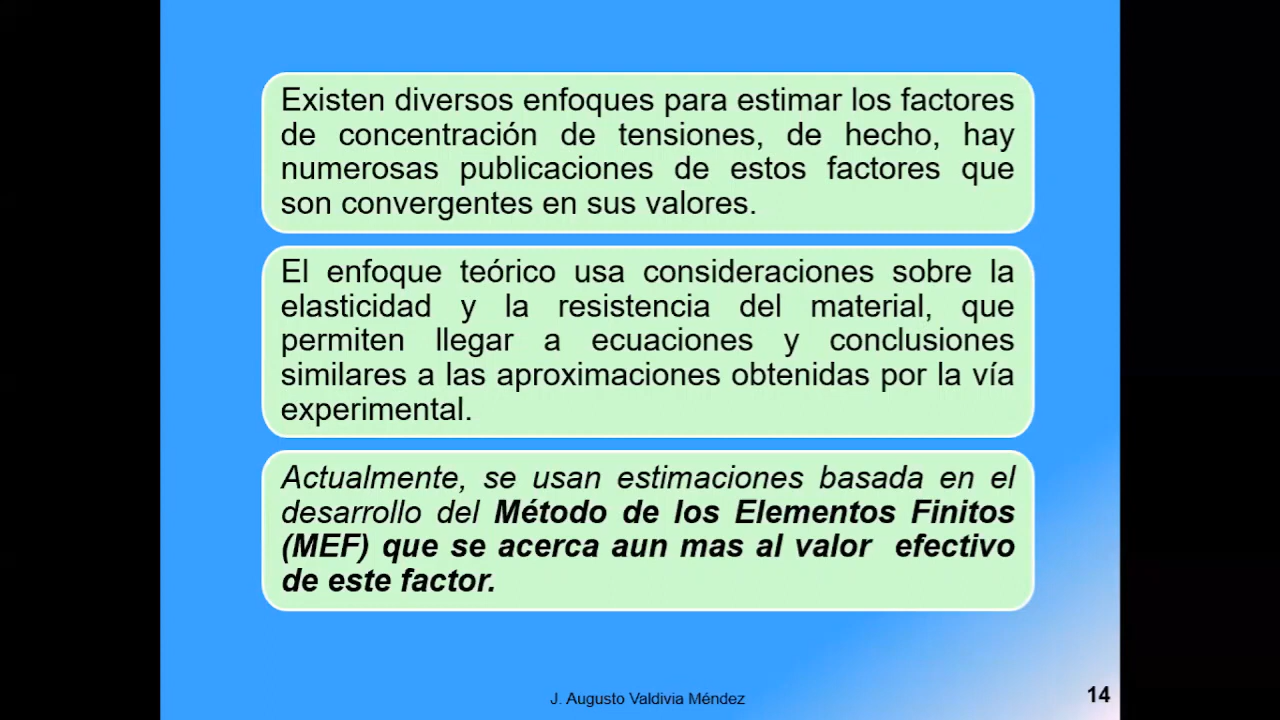 Existen diversos enfoques para estimar los factores
de concentración de tensiones, de hecho, hay
numerosas publicaciones de estos factores que
son convergentes en sus valores.
El enfoque teórico usa consideraciones sobre la
elasticidad y la resistencia del material, que
permiten llegar a ecuaciones y conclusiones
similares a las aproximaciones obtenidas por la vía
experimental.
Actualmente, se usan estimaciones basada en el
desarrollo del Método de los Elementos Finitos
(MEF) que se acerca aun mas al valor efectivo
de este factor.
J. Augusto Valdivia Méndez
14